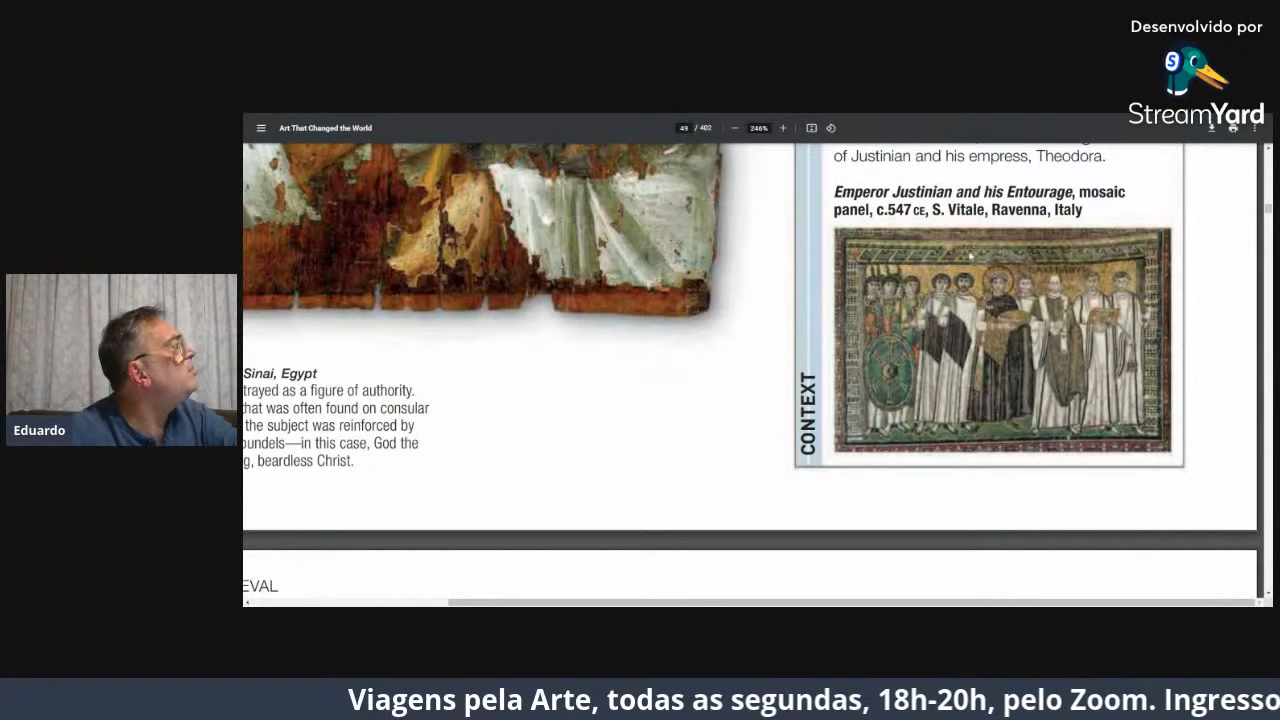 Desenvolvido por
S
StreamYard
Art That Changed the World
49 / 402
246%
of Justinian and his empress, Theodora.
Emperor Justinian and his Entourage, mosaic
panel, c.547 CE, S. Vitale, Ravenna, Italy
CONTEXT
Sinai, Egypt
trayed as a figure of authority.
hat was often found on consular
the subject was reinforced by
oundels—in this case, God the
g, beardless Christ.
Eduardo
EVAL
Viagens pela Arte, todas as segundas, 18h-20h, pelo Zoom. Ingresso